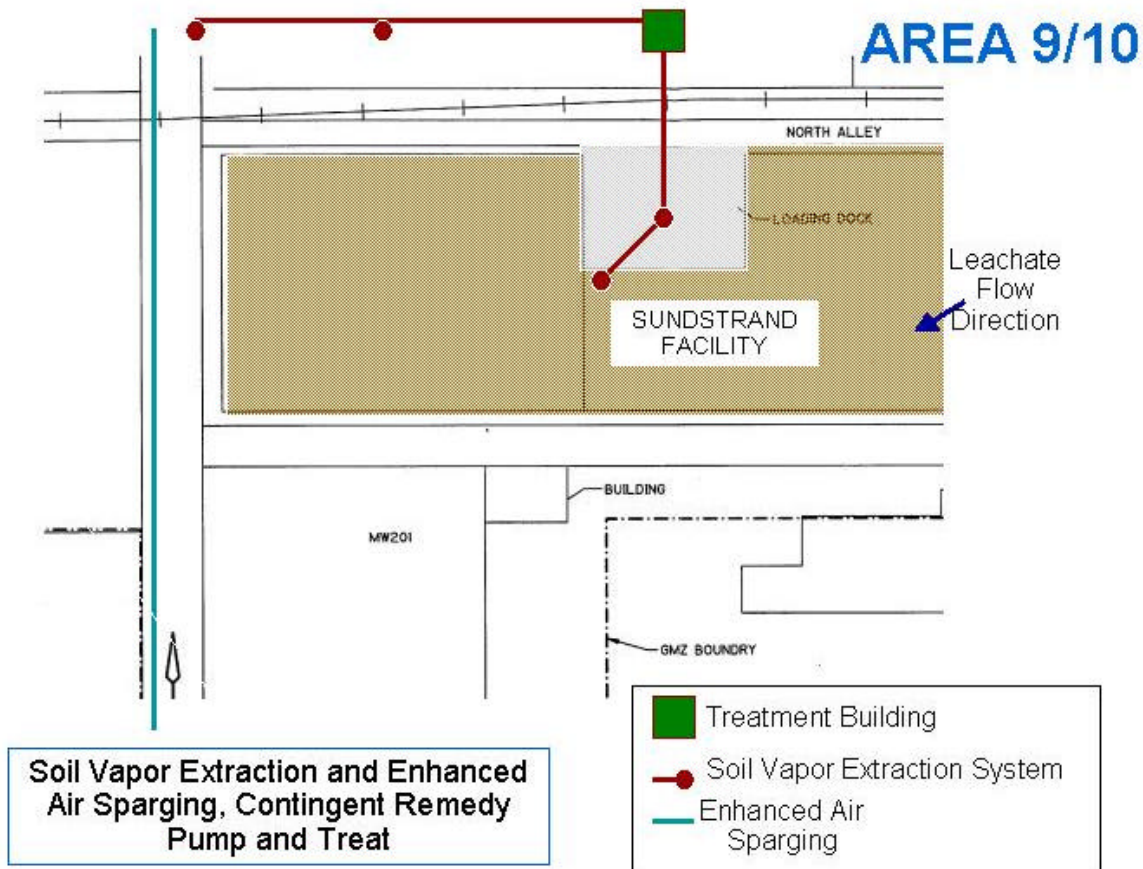 AREA 9/10
NORTH ALLEY
LOADING DOCK
Leachate
Flow
Direction
SUNDSTRAND
FACILITY
BUILDING
MW201
GMZ BOUNDRY
Treatment Building
Soil Vapor Extraction System
Enhanced Air
Sparging
Soil Vapor Extraction and Enhanced
Air Sparging, Contingent Remedy
Pump and Treat